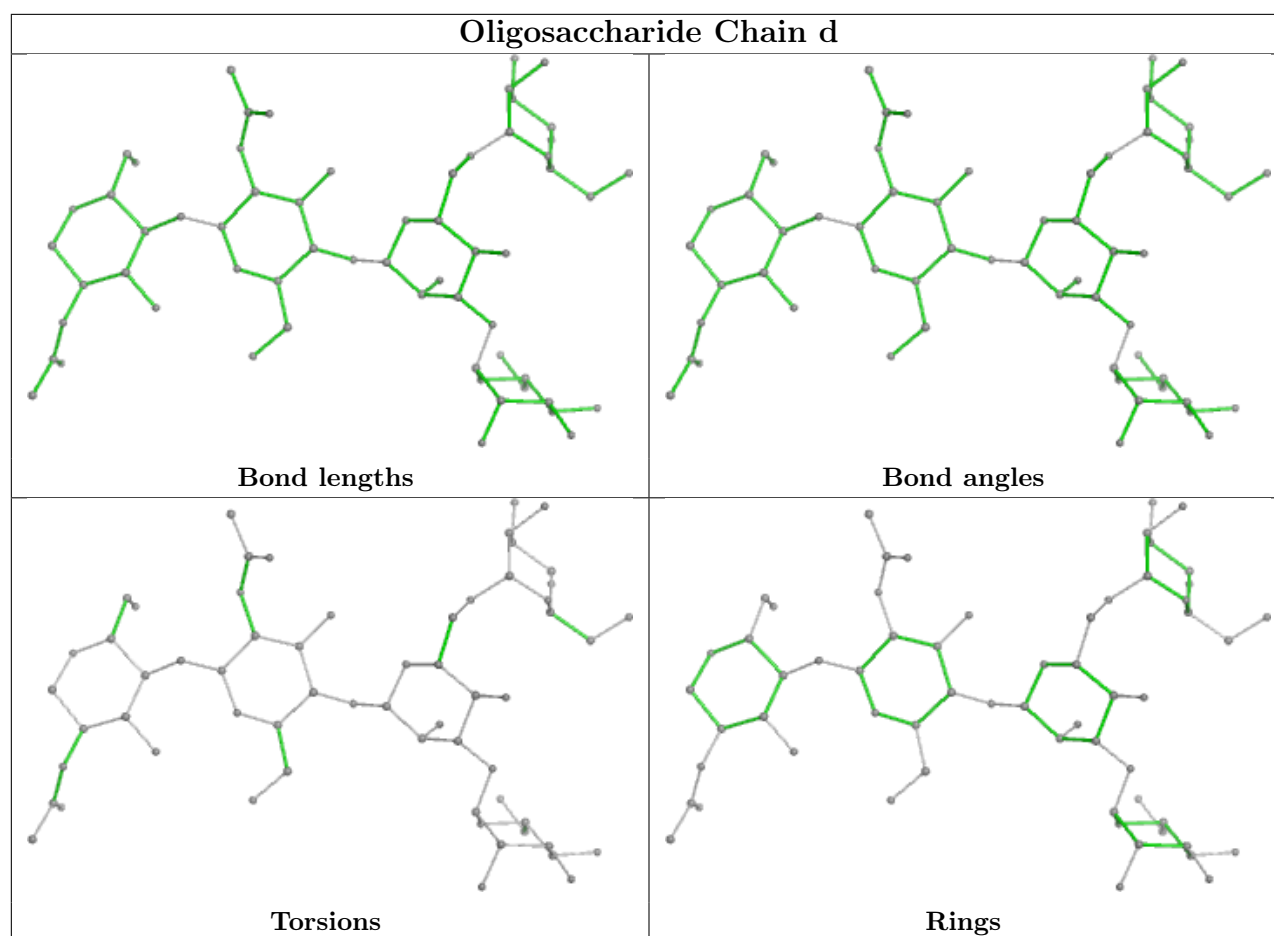 Oligosaccharide Chain d
Bond lengths
Bond angles
Torsions
Rings